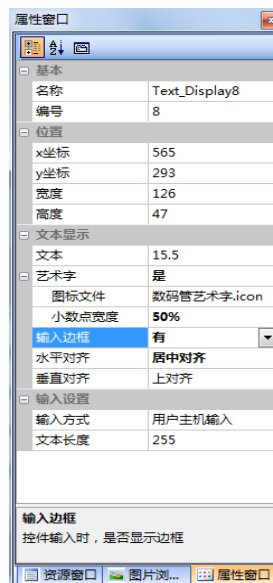 属性窗口
基本
名称 Text_Display8
编号 8
位置
x坐标 565
y坐标 293
宽度 126
高度 47
文本显示
文本 15.5
艺术字 是
图标文件 数码管艺术字.icon
小数点宽度 50%
输入边框 有
水平对齐 居中对齐
垂直对齐 上对齐
输入设置
输入方式 用户主机输入
文本长度 255
输入边框
控件输入时，是否显示边框
资源窗口 图片浏... 属性窗口